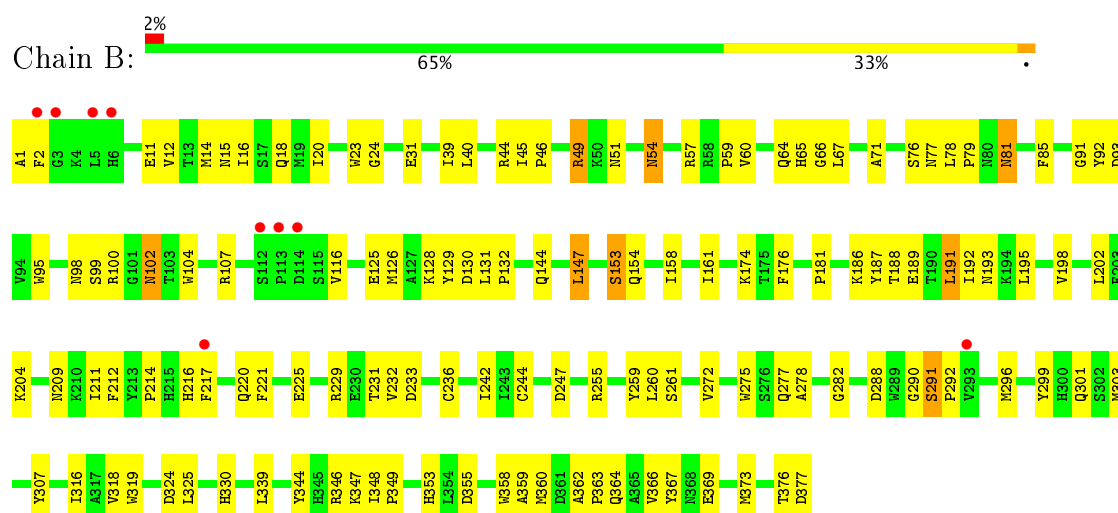 2%
Chain B:
65% 33% •
A1 F2 G3 K4 L5 H6 E11 V12 T13 M14 N15 I16 S17 Q18 M19 I20 W23 G24 E31 I39 L40 R44 I45 P46 R49 K50 N51 N54 R57 R58 P59 V60 Q64 H65 G66 L67 A71 S76 N77 L78 P79 N80 N81 F85 G91 Y92 D93
V94 W95 N98 S99 R100 G101 N102 T103 W104 R107 S112 P113 D114 S115 V116 E125 M126 A127 K128 Y129 D130 L131 P132 Q144 L147 S153 Q154 I158 I161 K174 T175 F176 P181 K186 Y187 T188 E189 T190 L191 I192 N193 K194 L195 V198 L202
K204 N209 K210 I211 F212 Y213 P214 H215 H216 F217 Q220 F221 E225 R229 E230 T231 V232 D233 C236 I242 I243 C244 D247 R255 Y259 L260 S261 V272 W275 S276 Q277 A278 G282 D288 W289 G290 S291 P292 V293 M296 Y299 H300 Q301 S302 M303
Y307 I316 A317 V318 W319 D324 L325 H330 L339 Y344 H345 R346 K347 I348 P349 H353 L354 D355 W358 A359 M360 D361 A362 P363 Q364 A365 V366 Y367 N368 E369 M373 T376 D377